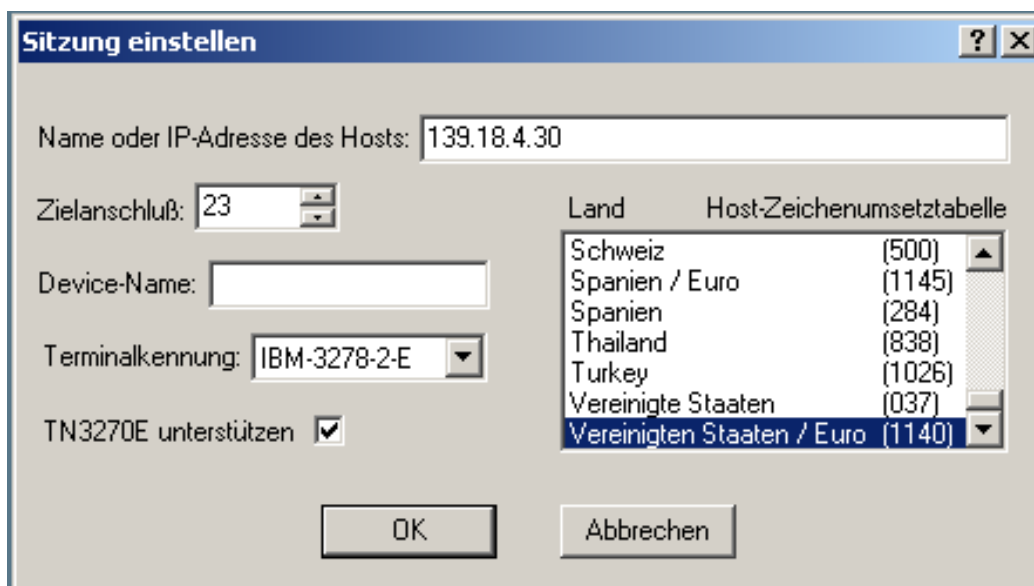 Sitzung einstellen
Name oder IP-Adresse des Hosts: 139.18.4.30
Zielanschluß: 23
Device-Name:
Terminalkennung: IBM-3278-2-E
TN3270E unterstützen
Land Host-Zeichenumsetztabelle
Schweiz (500)
Spanien / Euro (1145)
Spanien (284)
Thailand (838)
Turkey (1026)
Vereinigte Staaten (037)
Vereinigten Staaten / Euro (1140)
OK Abbrechen